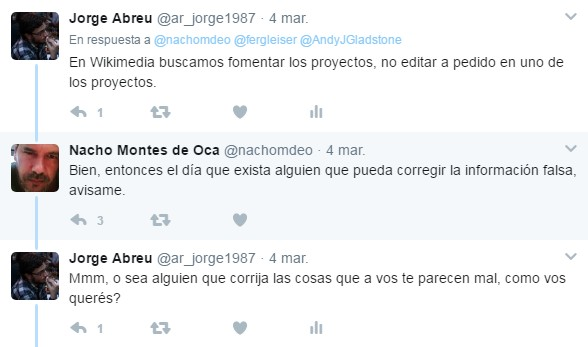 Jorge Abreu @ar_jorge1987 · 4 mar.
En respuesta a @nachomdeo @fergleiser @AndyJGladstone
En Wikimedia buscamos fomentar los proyectos, no editar a pedido en uno de
los proyectos.
1
Nacho Montes de Oca @nachomdeo · 4 mar.
Bien, entonces el día que exista alguien que pueda corregir la información falsa,
avisame.
3
Jorge Abreu @ar_jorge1987 · 4 mar.
Mmm, o sea alguien que corrija las cosas que a vos te parecen mal, como vos
querés?
1